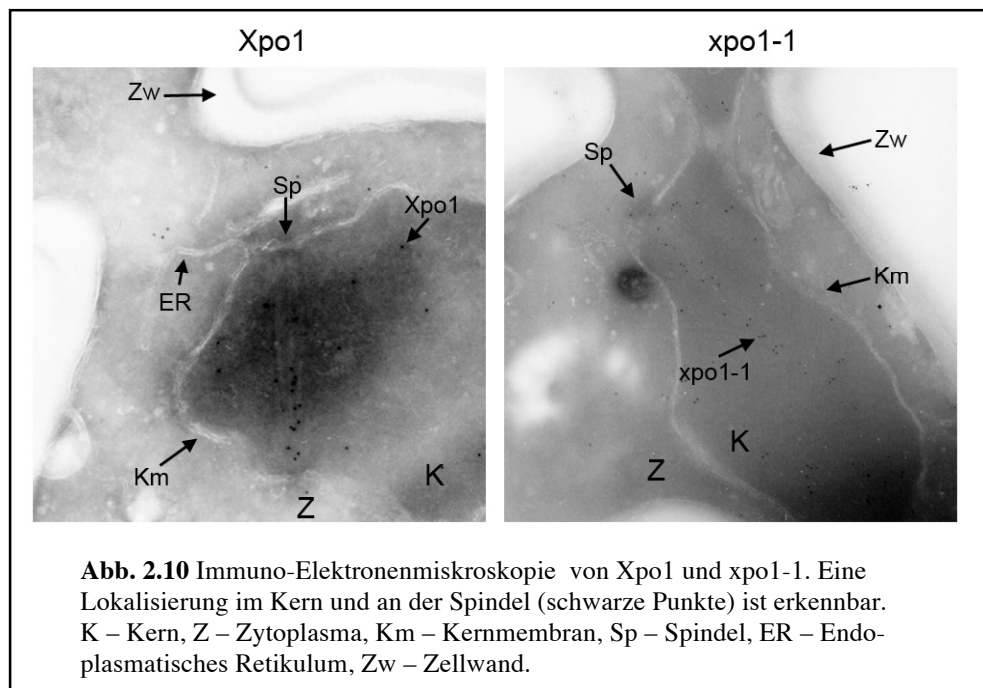 Xpo1
xpo1-1
Zw
Sp
Xpo1
ER
Km
K
Z
Sp
Zw
Km
xpo1-1
K
Z
Abb. 2.10 Immuno-Elektronenmiskroskopie von Xpo1 und xpo1-1. Eine
Lokalisierung im Kern und an der Spindel (schwarze Punkte) ist erkennbar.
K – Kern, Z – Zytoplasma, Km – Kernmembran, Sp – Spindel, ER – Endo-
plasmatisches Retikulum, Zw – Zellwand.